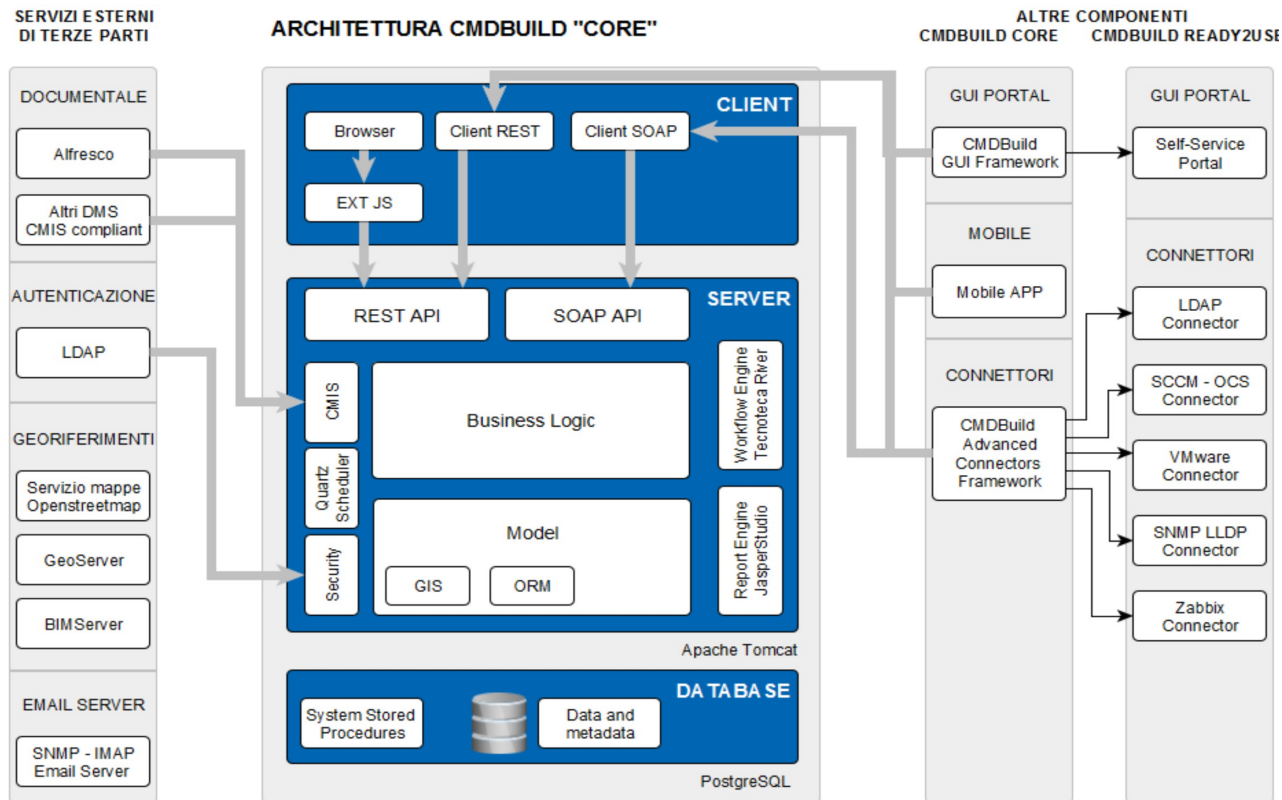 SERVIZI ESTERNI
DI TERZE PARTI
DOCUMENTALE
Alfresco
Altri DMS
CMIS compliant
AUTENTICAZIONE
LDAP
GEORIFERIMENTI
Servizio mappe
Openstreetmap
GeoServer
BIMServer
EMAIL SERVER
SNMP - IMAP
Email Server
ARCHITETTURA CMDBUILD "CORE"
CLIENT
Browser
Client REST
Client SOAP
EXT JS
SERVER
REST API
SOAP API
CMIS
Quartz
Scheduler
Security
Business Logic
Model
GIS
ORM
Workflow Engine
Tecnoteca River
Report Engine
JasperStudio
Apache Tomcat
DATABASE
System Stored
Procedures
Data and
metadata
PostgreSQL
ALTRE COMPONENTI
CMDBUILD CORE
CMDBUILD READY2USE
GUI PORTAL
CMDBuild
GUI Framework
MOBILE
Mobile APP
CONNETTORI
CMDBuild
Advanced
Connectors
Framework
GUI PORTAL
Self-Service
Portal
CONNETTORI
LDAP
Connector
SCCM - OCS
Connector
VMware
Connector
SNMP LLDP
Connector
Zabbix
Connector